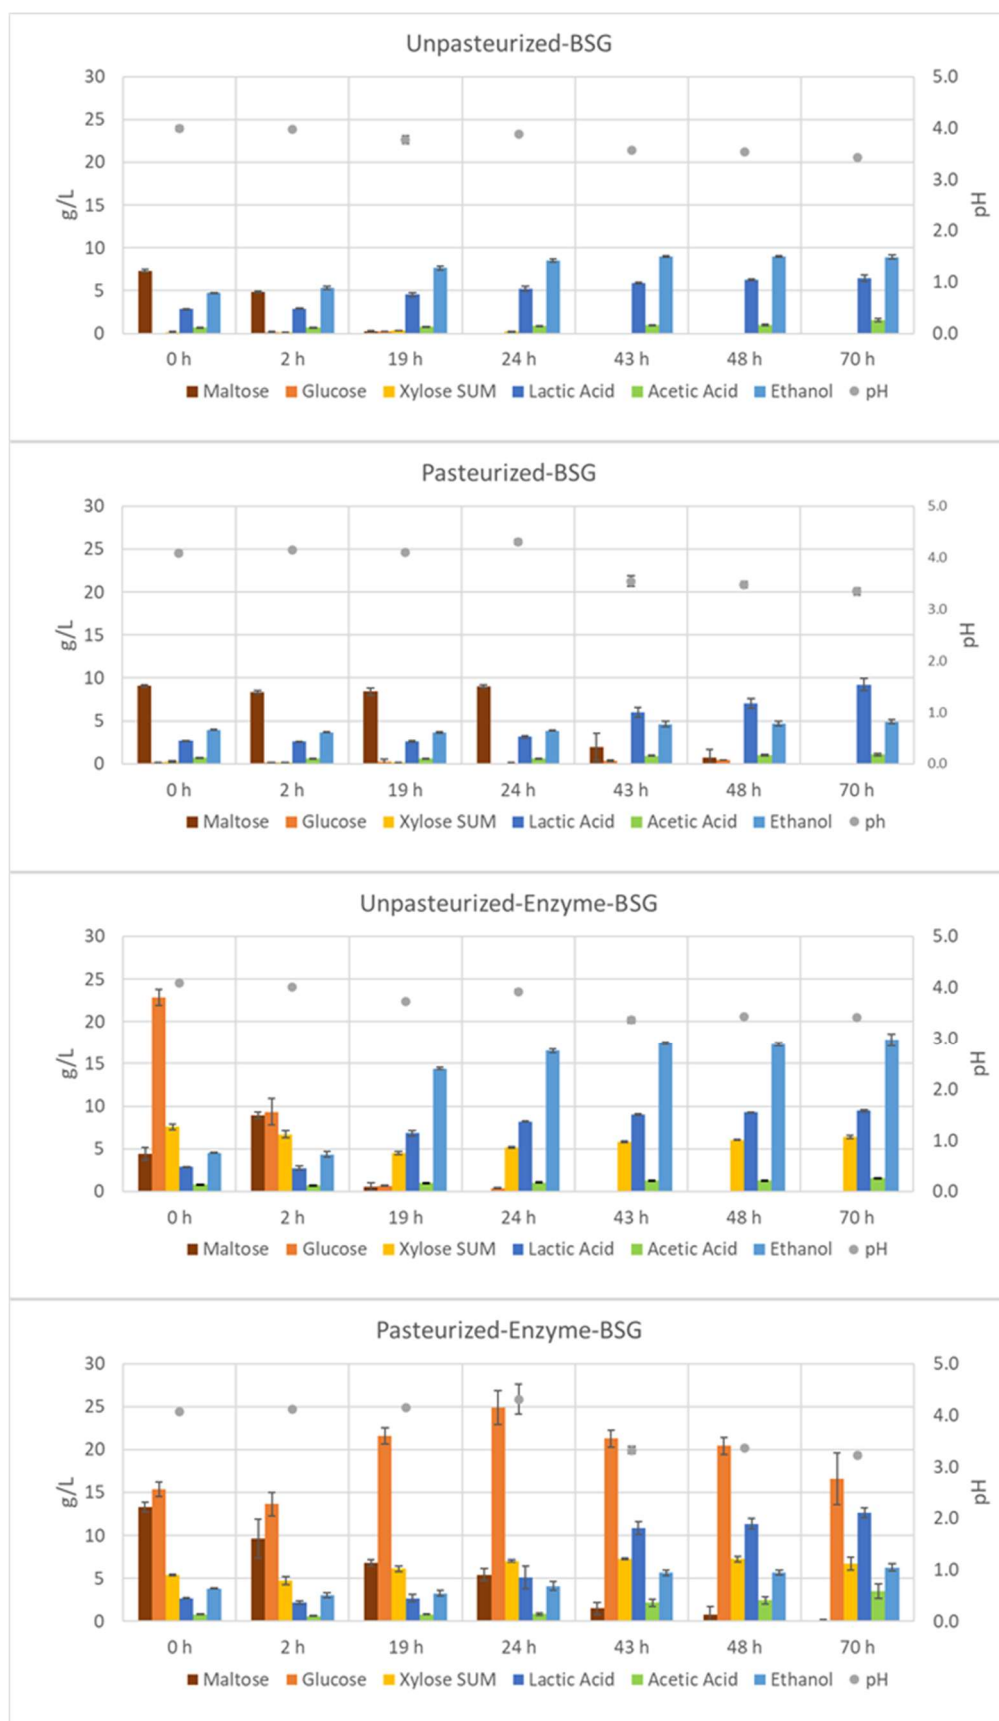 Unpasteurized-BSG
30 5.0
25 4.0
20 3.0
15
10 2.0
5 1.0
0 0.0
g/L
pH
0 h 2 h 19 h 24 h 43 h 48 h 70 h
Maltose Glucose Xylose SUM Lactic Acid Acetic Acid Ethanol pH
Pasteurized-BSG
30 5.0
25 4.0
20 3.0
15
10 2.0
5 1.0
0 0.0
g/L
pH
0 h 2 h 19 h 24 h 43 h 48 h 70 h
Maltose Glucose Xylose SUM Lactic Acid Acetic Acid Ethanol ph
Unpasteurized-Enzyme-BSG
30 5.0
25 4.0
20 3.0
15
10 2.0
5 1.0
0 0.0
g/L
pH
0 h 2 h 19 h 24 h 43 h 48 h 70 h
Maltose Glucose Xylose SUM Lactic Acid Acetic Acid Ethanol pH
Pasteurized-Enzyme-BSG
30 5.0
25 4.0
20 3.0
15
10 2.0
5 1.0
0 0.0
g/L
pH
0 h 2 h 19 h 24 h 43 h 48 h 70 h
Maltose Glucose Xylose SUM Lactic Acid Acetic Acid Ethanol pH